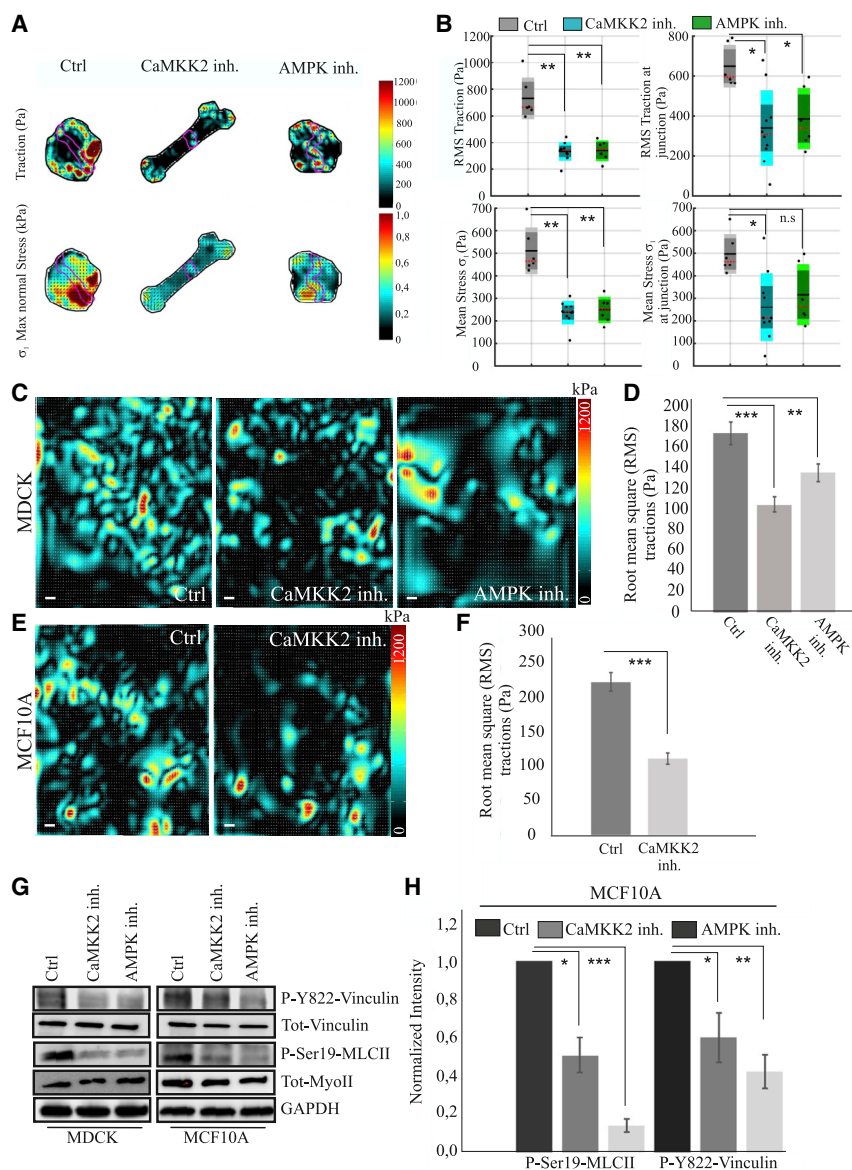 A
Ctrl
CaMKK2 inh.
AMPK inh.
Traction (Pa)
1200
1000
800
600
400
200
0
σ1 Max normal Stress (kPa)
1,0
0,8
0,6
0,4
0,2
0
B
Ctrl
CaMKK2 inh.
AMPK inh.
RMS Traction (Pa)
1200
1000
800
600
400
200
0
**
**
RMS Traction at
junction (Pa)
800
600
400
200
0
*
*
Mean Stress σ1 (Pa)
700
600
500
400
300
200
100
0
**
**
Mean Stress σ1
at junction (Pa)
700
600
500
400
300
200
100
0
*
n.s
C
MDCK
Ctrl
CaMKK2 inh.
AMPK inh.
kPa
1200
0
D
Root mean square (RMS)
tractions (Pa)
200
180
160
140
120
100
80
60
40
20
0
***
**
Ctrl
CaMKK2
inh.
AMPK
inh.
E
MCF10A
Ctrl
CaMKK2 inh.
kPa
1200
0
F
Root mean square (RMS)
tractions (Pa)
300
250
200
150
100
50
0
***
Ctrl
CaMKK2
inh.
G
Ctrl
CaMKK2 inh.
AMPK inh.
Ctrl
CaMKK2 inh.
AMPK inh.
P-Y822-Vinculin
Tot-Vinculin
P-Ser19-MLCII
Tot-MyoII
GAPDH
MDCK
MCF10A
H
MCF10A
Ctrl
CaMKK2 inh.
AMPK inh.
Normalized Intensity
1,2
1,0
0,6
0,4
0,2
0,0
*
***
*
**
P-Ser19-MLCII
P-Y822-Vinculin